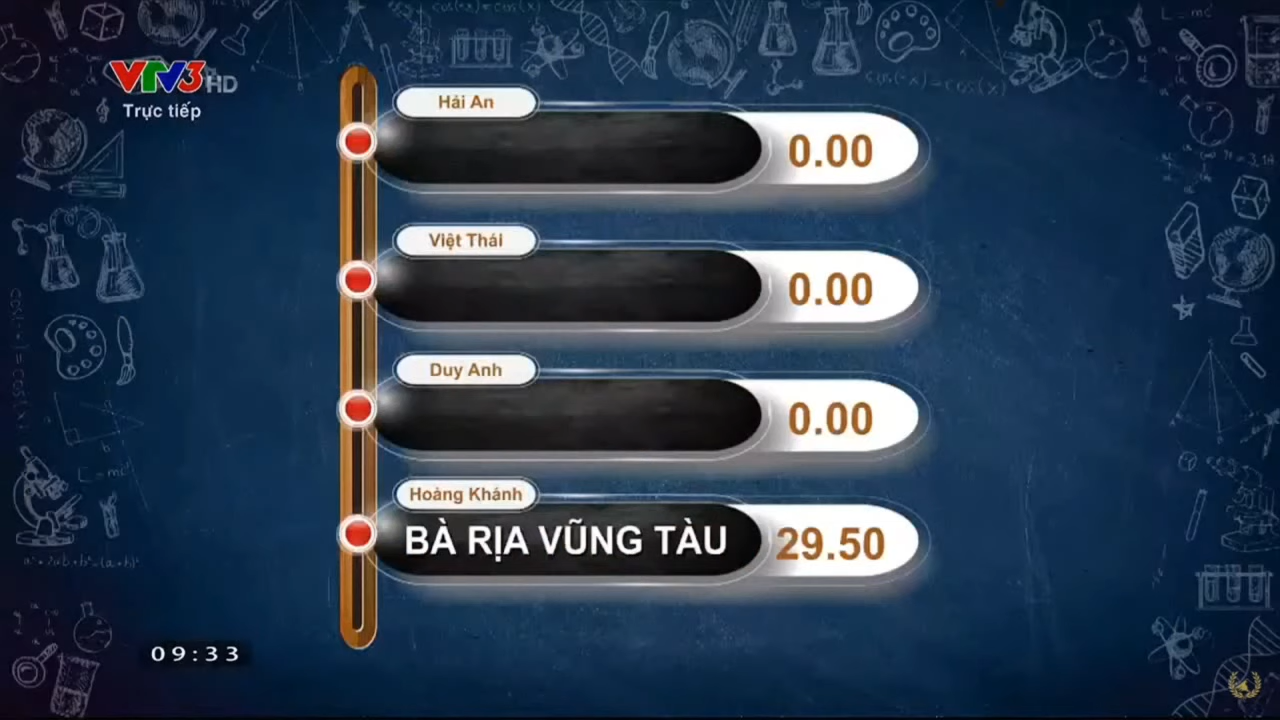 VTV3 HD
Trực tiếp
Hải An
0.00
Việt Thái
0.00
Duy Anh
0.00
Hoàng Khánh
BÀ RỊA VŨNG TÀU
29.50
09:33